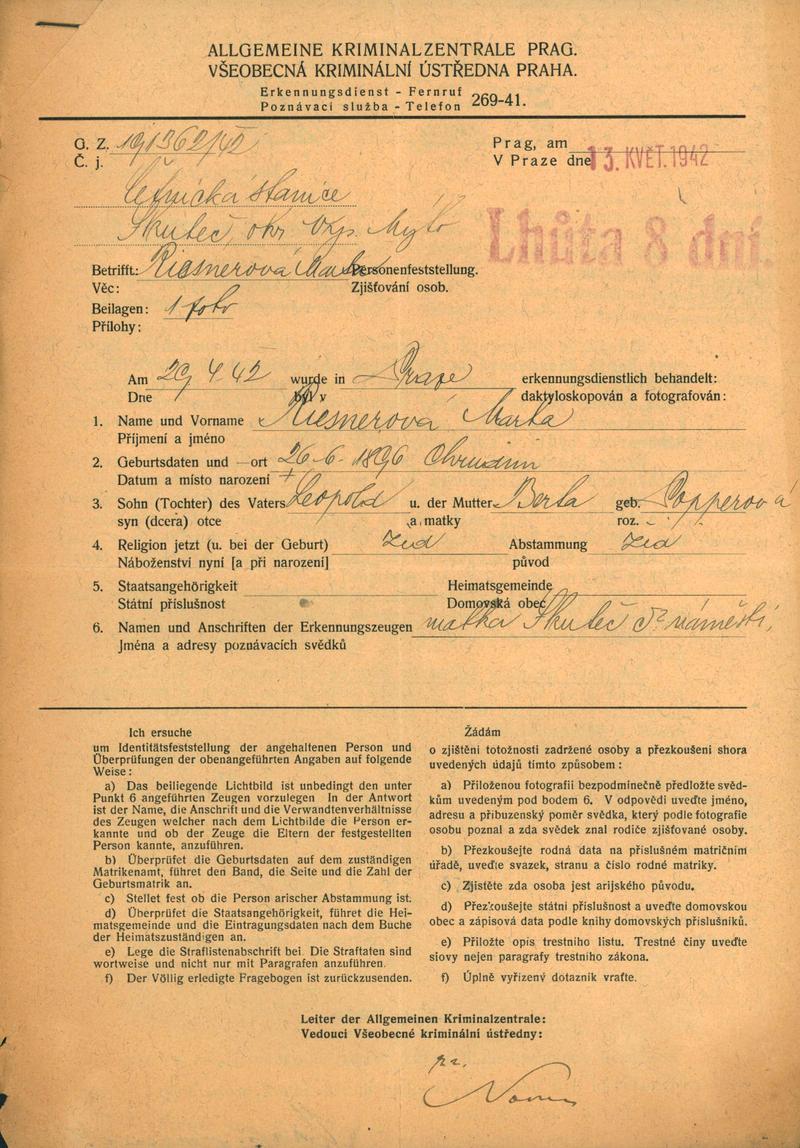 ALLGEMEINE KRIMINALZENTRALE PRAG.
VŠEOBECNÁ KRIMINÁLNÍ ÚSTŘEDNA PRAHA.
Erkennungsdienst - Fernruf
Poznávací služba - Telefon 269-41.
G. Z. 191362/42
Č. j.
Prag, am
V Praze dne 13. KVĚT. 1942
četnická stanice
Skuteč, okr. Vys. Mýto
Lhůta 8 dní.
Betrifft: Riesnerová Marta Personenfeststellung.
Věc: Zjišťování osob.
Beilagen: 1 foto
Přílohy:
Am 29 4. 42 wurde in Praze erkennungsdienstlich behandelt:
Dne byl v daktyloskopován a fotografován:
1. Name und Vorname Riesnerová Marta
Příjmení a jméno
2. Geburtsdaten und —ort 26-6-1896 Chrudim
Datum a místo narození
3. Sohn (Tochter) des Vaters Leopold u. der Mutter Berta geb. Popperová
syn (dcera) otce a matky roz.
4. Religion jetzt (u. bei der Geburt) žid Abstammung žid
Náboženství nyní [a při narození] původ
5. Staatsangehörigkeit Heimatsgemeinde
Státní příslušnost Domovská obec
6. Namen und Anschriften der Erkennungszeugen matka Skuteč náměstí,
Jména a adresy poznávacích svědků
Ich ersuche
um Identitätsfeststellung der angehaltenen Person und
Überprüfungen der obenangeführten Angaben auf folgende
Weise:
a) Das beiliegende Lichtbild ist unbedingt den unter
Punkt 6 angeführten Zeugen vorzulegen In der Antwort
ist der Name, die Anschrift und die Verwandtenverhältnisse
des Zeugen welcher nach dem Lichtbilde die Person er-
kannte und ob der Zeuge die Eltern der festgestellten
Person kannte, anzuführen.
b) Überprüfet die Geburtsdaten auf dem zuständigen
Matrikenamt, führet den Band, die Seite und die Zahl der
Geburtsmatrik an.
c) Stellet fest ob die Person arischer Abstammung ist.
d) Überprüfet die Staatsangehörigkeit, führet die Hei-
matsgemeinde und die Eintragungsdaten nach dem Buche
der Heimatszuständigen an.
e) Lege die Straflistenabschrift bei. Die Straftaten sind
wortweise und nicht nur mit Paragrafen anzuführen.
f) Der Völlig erledigte Fragebogen ist zurückzusenden.
Žádám
o zjištění totožnosti zadržené osoby a přezkoušení shora
uvedených údajů tímto způsobem:
a) Přiloženou fotografii bezpodmínečně předložte svěd-
kům uvedeným pod bodem 6. V odpovědi uveďte jméno,
adresu a příbuzenský poměr svědka, který podle fotografie
osobu poznal a zda svědek znal rodiče zjišťované osoby.
b) Přezkoušejte rodná data na příslušném matričním
úřadě, uveďte svazek, stranu a číslo rodné matriky.
c) Zjistěte zda osoba jest arijského původu.
d) Přezkoušejte státní příslušnost a uveďte domovskou
obec a zápisová data podle knihy domovských příslušníků.
e) Přiložte opis trestního listu. Trestné činy uveďte
slovy nejen paragrafy trestního zákona.
f) Úplně vyřízený dotazník vraťte.
Leiter der Allgemeinen Kriminalzentrale:
Vedoucí Všeobecné kriminální ústředny: